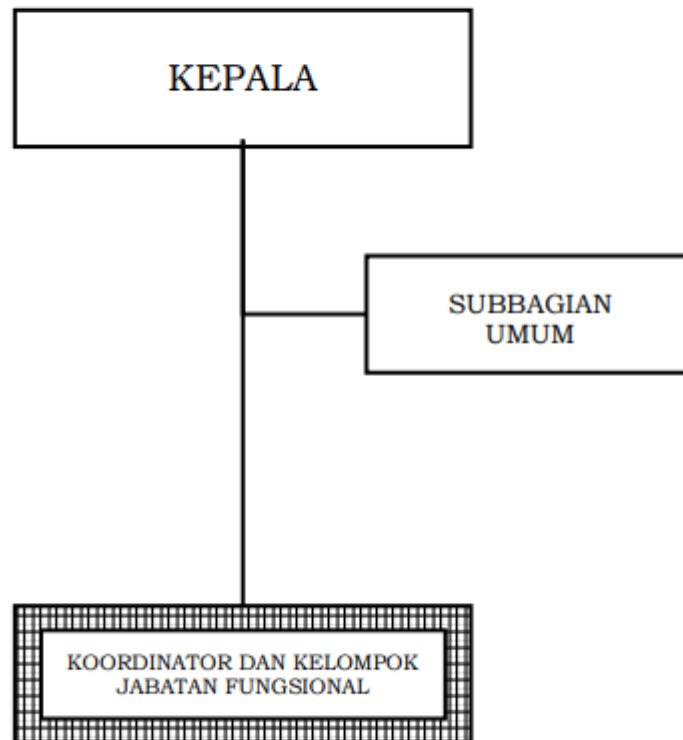 KEPALA
SUBBAGIAN
UMUM
KOORDINATOR DAN KELOMPOK
JABATAN FUNGSIONAL